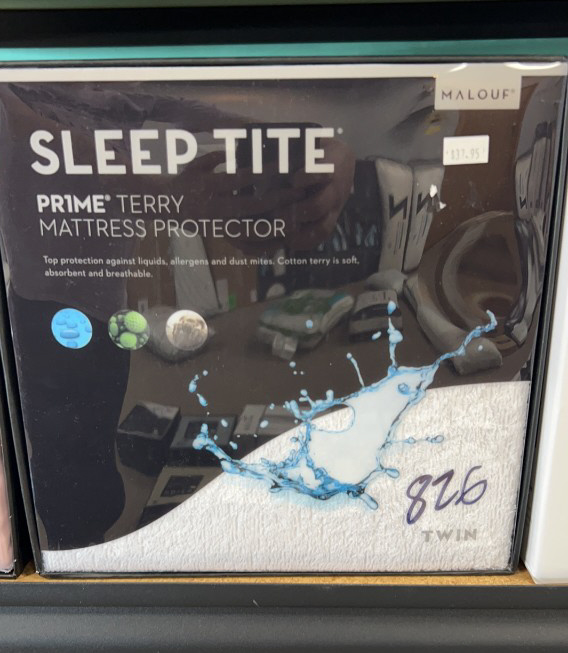 MALOUF®
SLEEP TITE®
PR1ME® TERRY
MATTRESS PROTECTOR
Top protection against liquids, allergens and dust mites. Cotton terry is soft,
absorbent and breathable.
826
TWIN